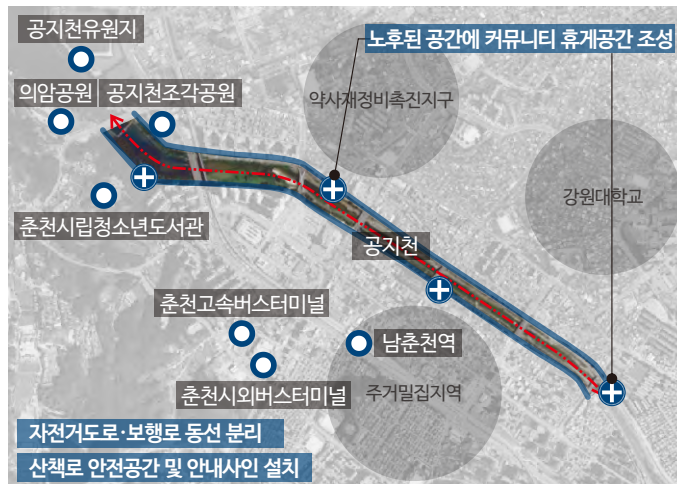 공지천유원지
노후된 공간에 커뮤니티 휴게공간 조성
의암공원
공지천조각공원
약사재정비촉진지구
강원대학교
춘천시립청소년도서관
공지천
춘천고속버스터미널
남춘천역
춘천시외버스터미널
주거밀집지역
자전거도로·보행로 동선 분리
산책로 안전공간 및 안내사인 설치